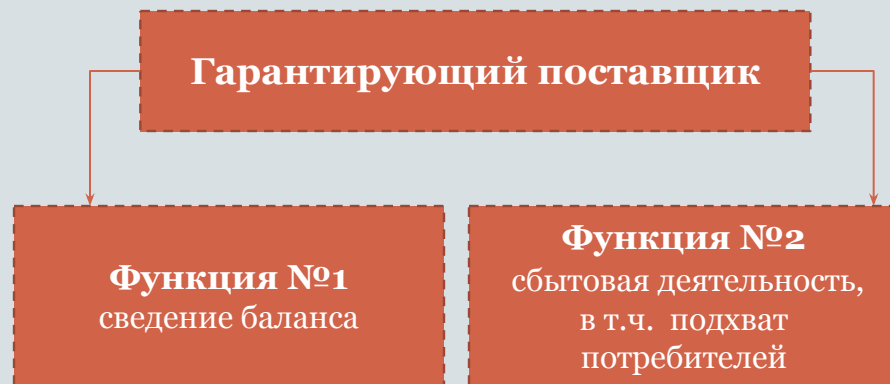 Гарантирующий поставщик
Функция №1
сведение баланса
Функция №2
сбытовая деятельность,
в т.ч. подхват
потребителей